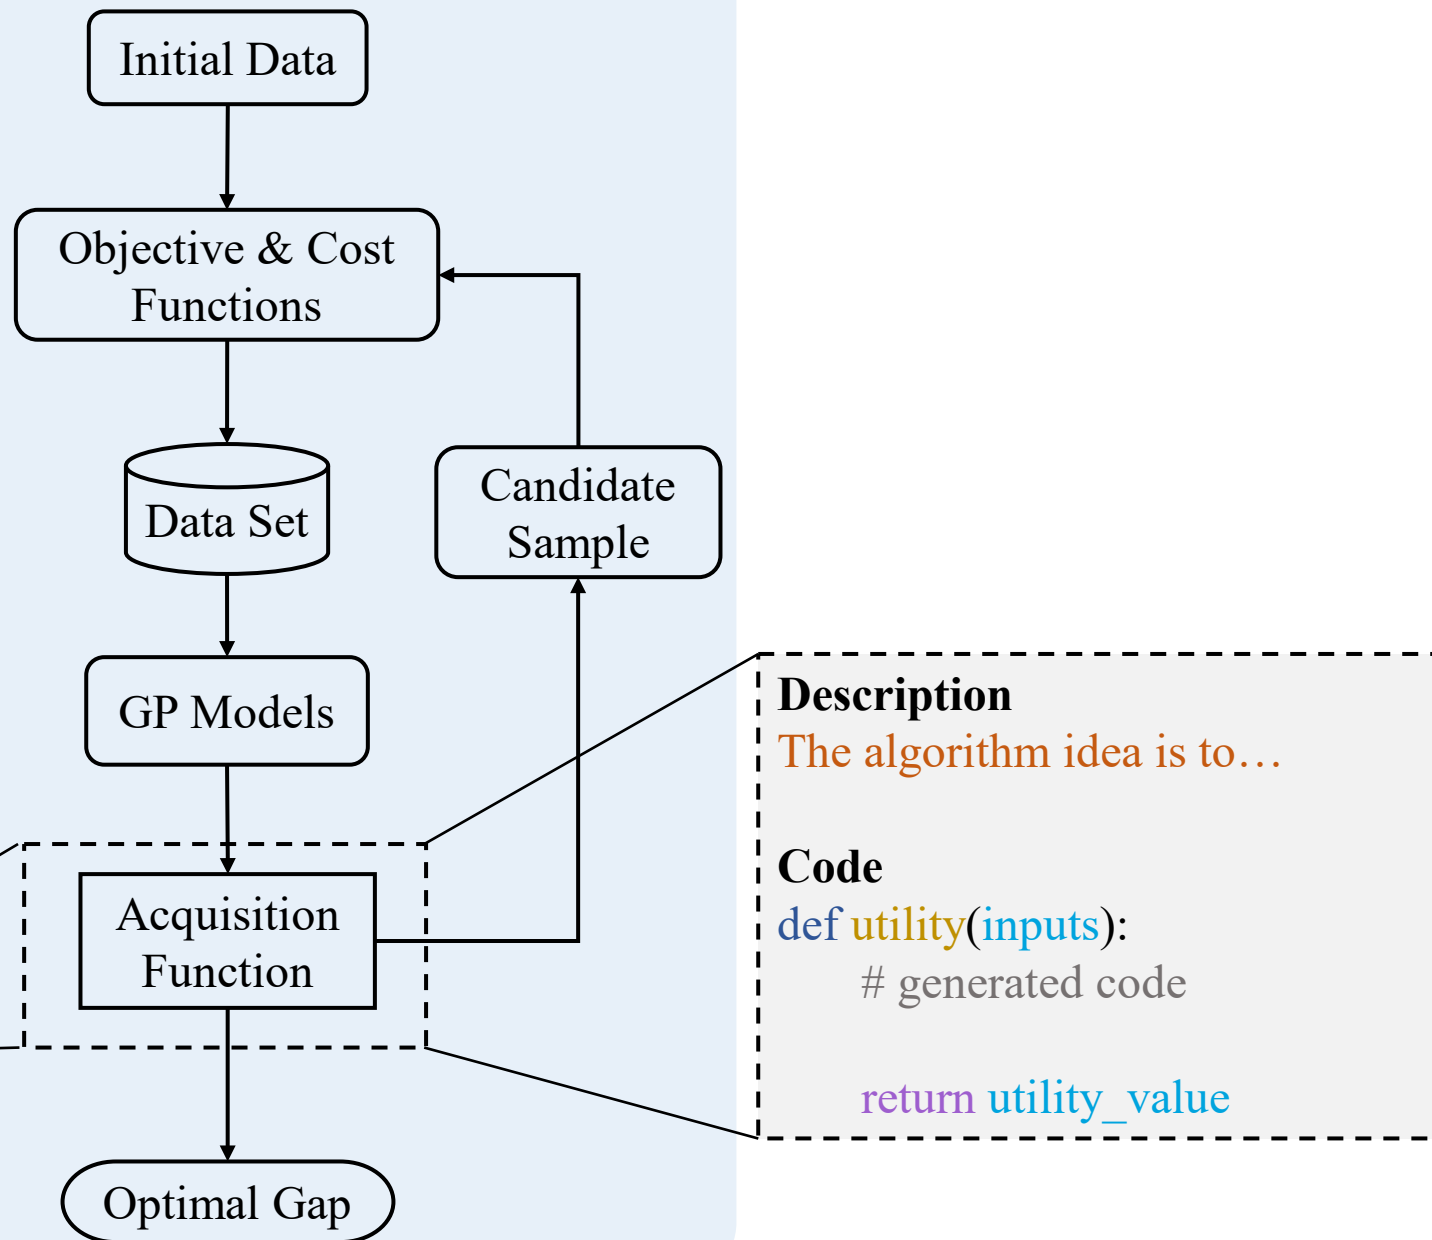 Initial Data
Objective & Cost
Functions
Data Set
Candidate
Sample
GP Models
Acquisition
Function
Optimal Gap
Description
The algorithm idea is to…
Code
def utility(inputs):
# generated code
return utility_value